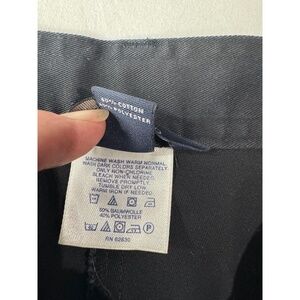 60% COTTON
40% POLYESTER
MACHINE WASH WARM NORMAL
WASH DARK COLORS SEPARATELY
ONLY NON-CHLORINE
BLEACH WHEN NEEDED
REMOVE PROMPTLY
TUMBLE DRY LOW
WARM IRON IF NEEDED
60% BAUMWOLLE
40% POLYESTER
RN 62830